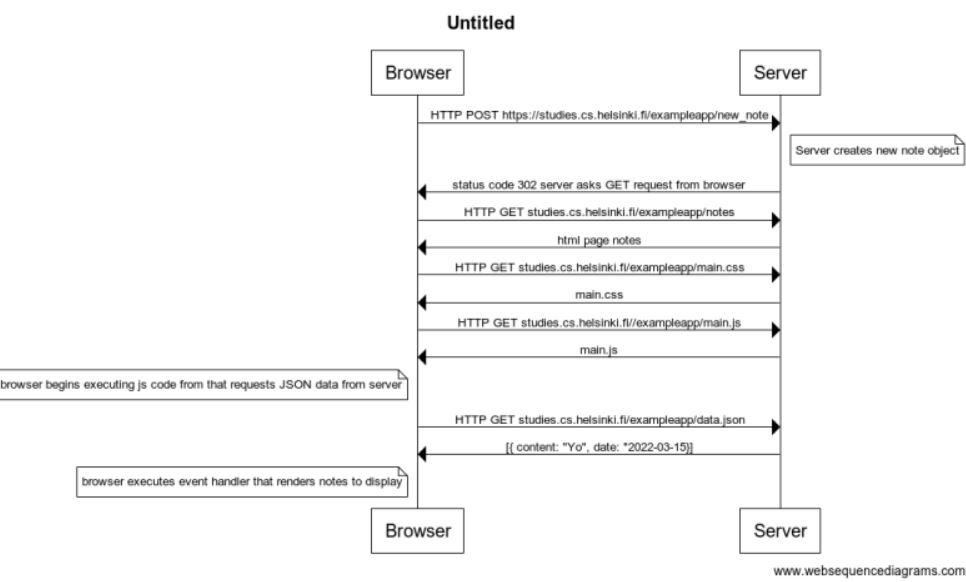 Untitled
Browser
Server
HTTP POST https://studies.cs.helsinki.fi/exampleapp/new_note
Server creates new note object
status code 302 server asks GET request from browser
HTTP GET studies.cs.helsinki.fi/exampleapp/notes
html page notes
HTTP GET studies.cs.helsinki.fi/exampleapp/main.css
main.css
HTTP GET studies.cs.helsinki.fi//exampleapp/main.js
main.js
browser begins executing js code from that requests JSON data from server
HTTP GET studies.cs.helsinki.fi/exampleapp/data.json
[{ content: "Yo", date: "2022-03-15}]
browser executes event handler that renders notes to display
Browser
Server
www.websequencediagrams.com